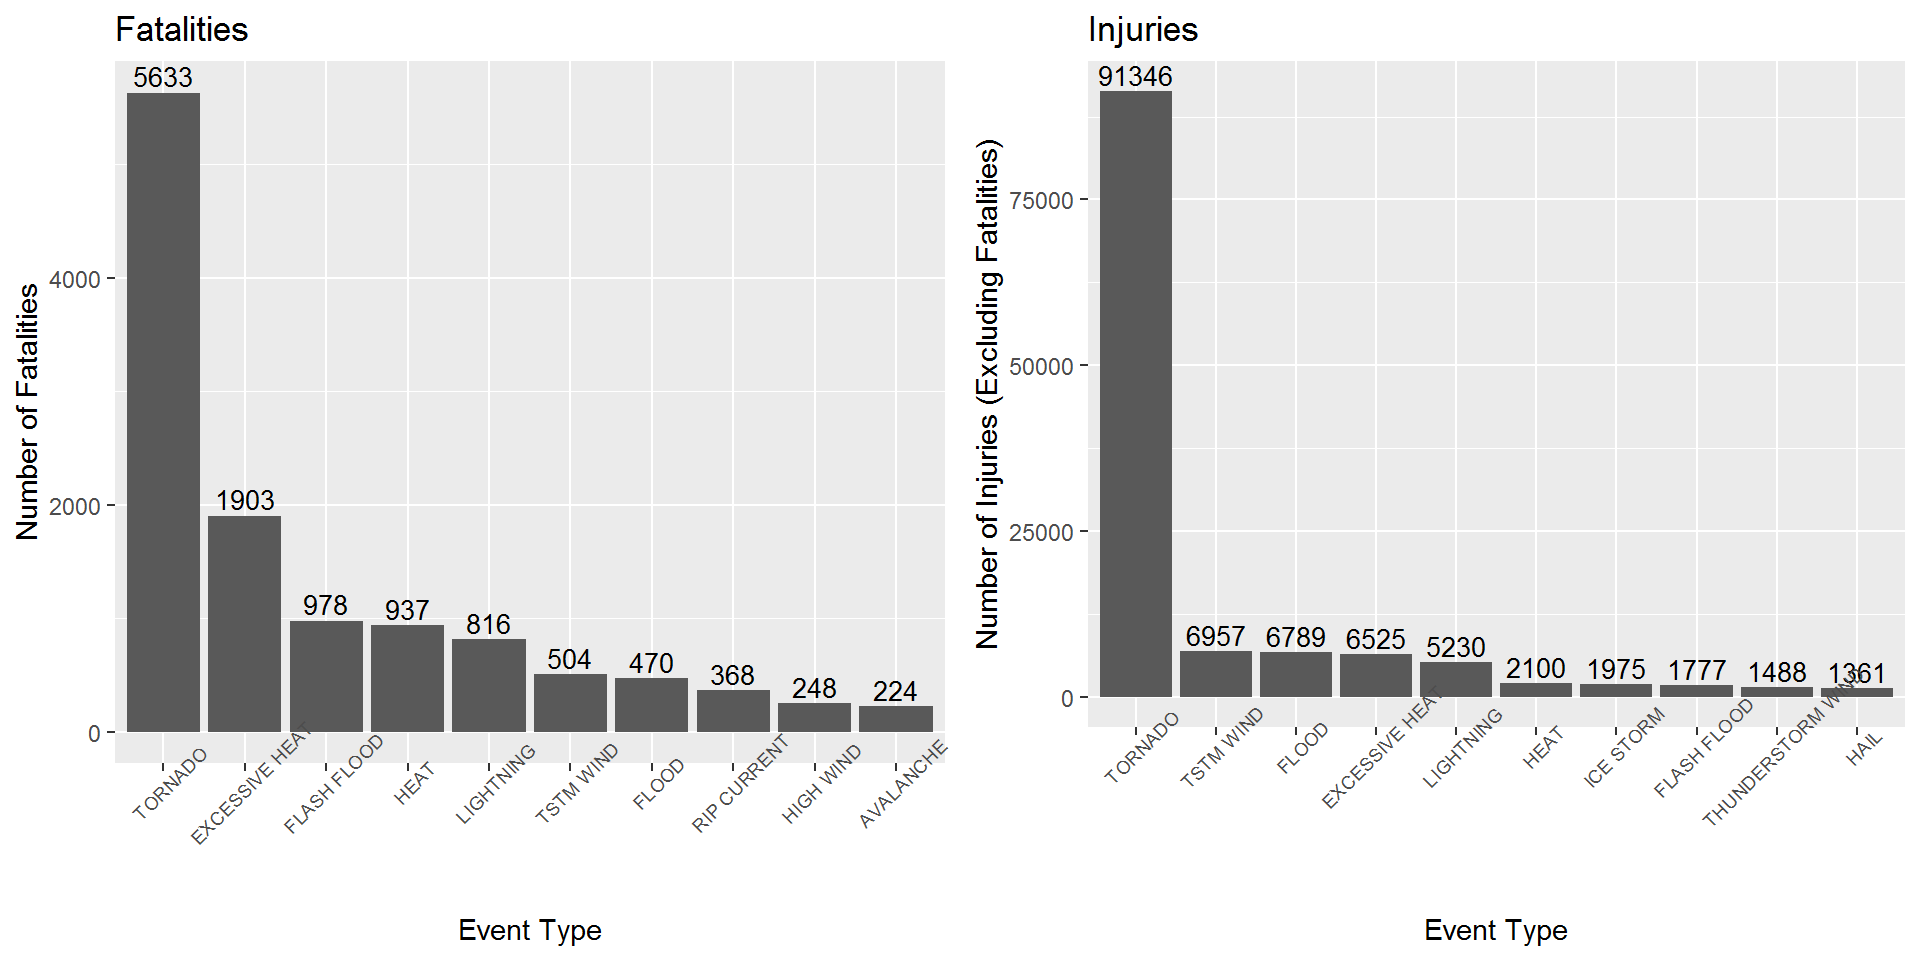 Fatalities
Number of Fatalities
4000
2000
0
5633
1903
978
937
816
504
470
368
248
224
TORNADO
EXCESSIVE HEAT
FLASH FLOOD
HEAT
LIGHTNING
TSTM WIND
FLOOD
RIP CURRENT
HIGH WIND
AVALANCHE
Event Type
Injuries
Number of Injuries (Excluding Fatalities)
75000
50000
25000
0
91346
6957
6789
6525
5230
2100
1975
1777
1488
1361
TORNADO
TSTM WIND
FLOOD
EXCESSIVE HEAT
LIGHTNING
HEAT
ICE STORM
FLASH FLOOD
THUNDERSTORM WIND
HAIL
Event Type